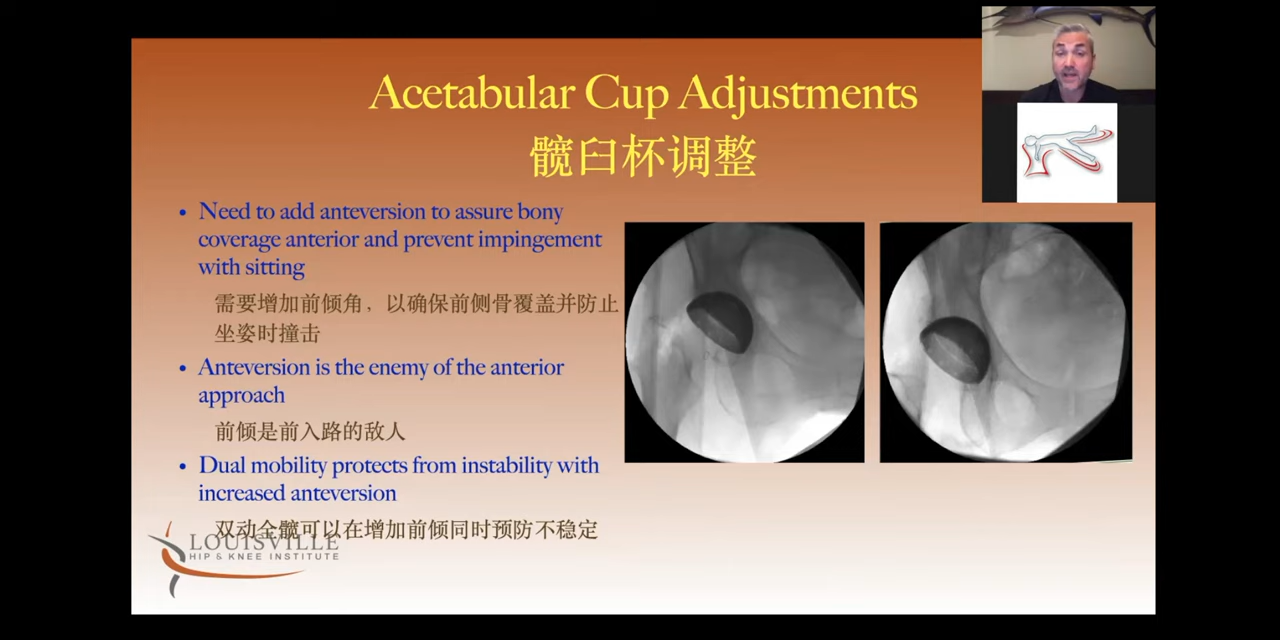 Acetabular Cup Adjustments
髋臼杯调整
• Need to add anteversion to assure bony
coverage anterior and prevent impingement
with sitting
需要增加前倾角，以确保前侧骨覆盖并防止
坐姿时撞击
• Anteversion is the enemy of the anterior
approach
前倾是前入路的敌人
• Dual mobility protects from instability with
increased anteversion
双动全髋可以在增加前倾同时预防不稳定
LOUISVILLE
HIP & KNEE INSTITUTE